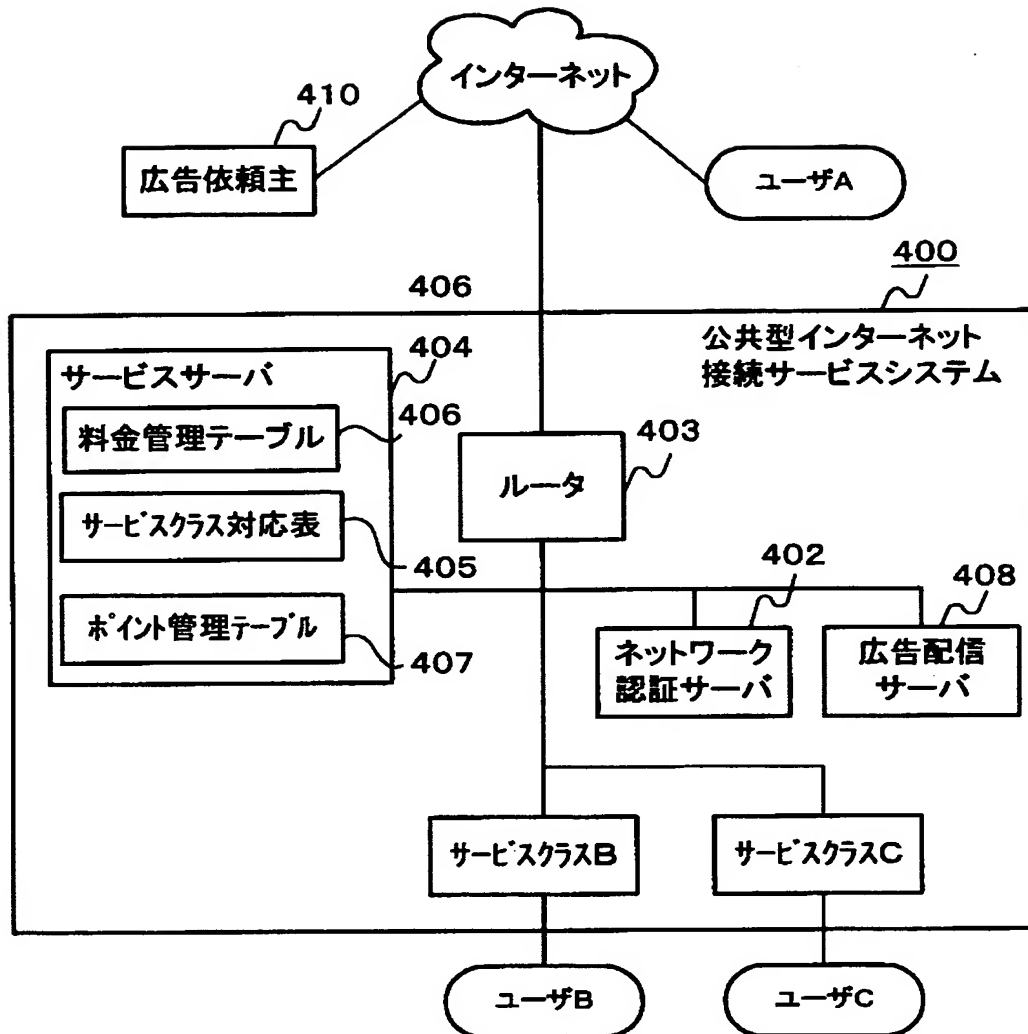 インターネット
410
広告依頼主
ユーザA
400
406
公共型インターネット
接続サービスシステム
サービスサーバ
404
料金管理テーブル
406
403
ルータ
サービスクラス対応表
405
402
408
ポイント管理テーブル
407
ネットワーク
認証サーバ
広告配信
サーバ
サービスクラスB
サービスクラスC
ユーザB
ユーザC